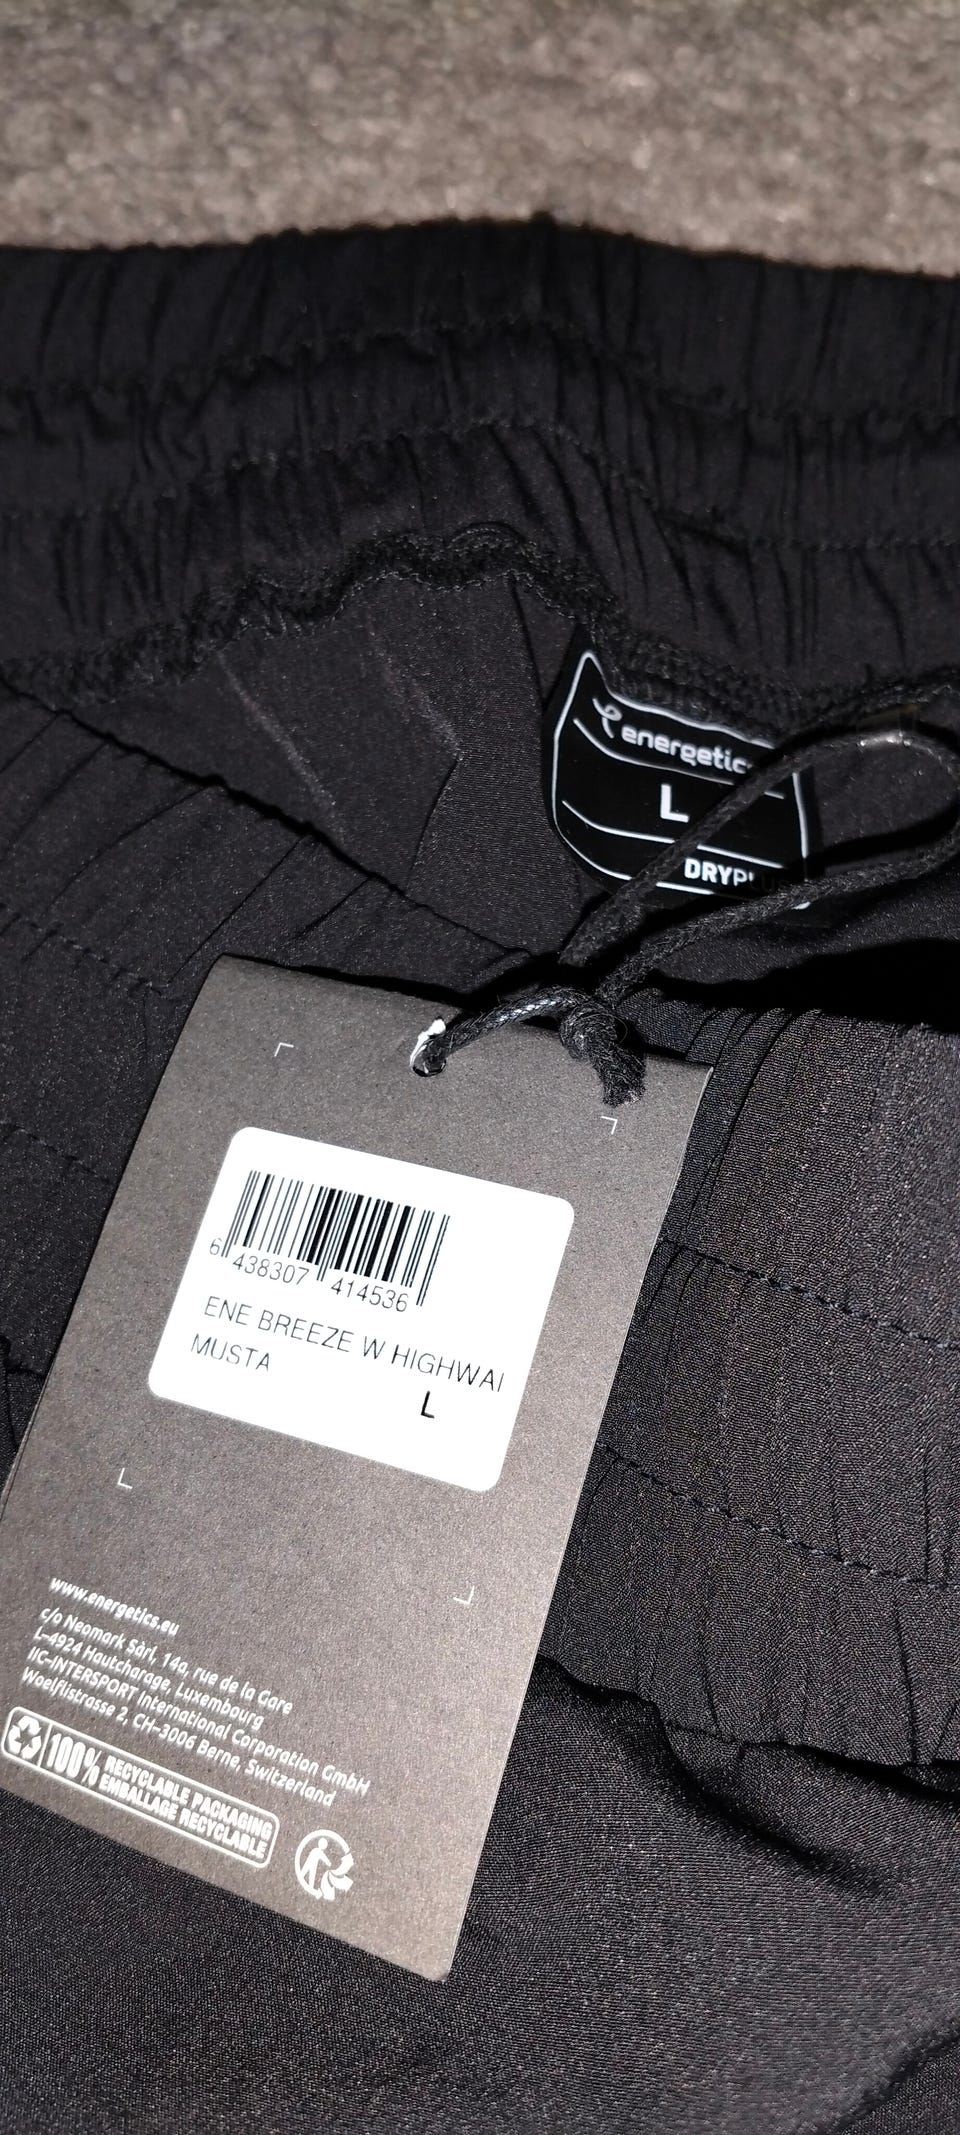 energetics
L
DRYPLUS
6 438307 414536
ENE BREEZE W HIGHWAI
MUSTA
L
www.energetics.eu
c/o Neomark Sàrl, 14a, rue de la Gare
L-4924 Hautcharage, Luxembourg
IIC-INTERSPORT International Corporation GmbH
Woelflistrasse 2, CH-3006 Berne, Switzerland
100% RECYCLABLE PACKAGING
EMBALLAGE RECYCLABLE